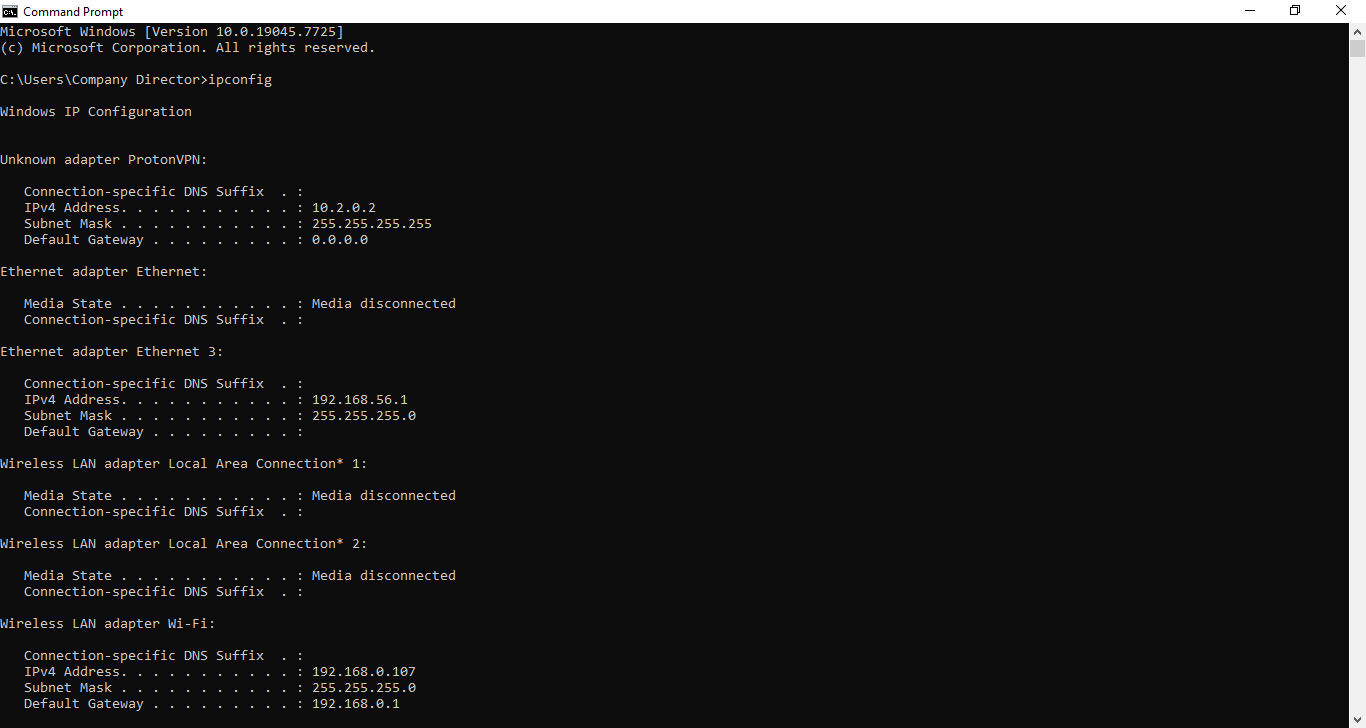 Command Prompt
Microsoft Windows [Version 10.0.19045.7725]
(c) Microsoft Corporation. All rights reserved.
C:\Users\Company Director>ipconfig
Windows IP Configuration
Unknown adapter ProtonVPN:
   Connection-specific DNS Suffix  . :
   IPv4 Address. . . . . . . . . . . : 10.2.0.2
   Subnet Mask . . . . . . . . . . . : 255.255.255.255
   Default Gateway . . . . . . . . . : 0.0.0.0
Ethernet adapter Ethernet:
   Media State . . . . . . . . . . . : Media disconnected
   Connection-specific DNS Suffix  . :
Ethernet adapter Ethernet 3:
   Connection-specific DNS Suffix  . :
   IPv4 Address. . . . . . . . . . . : 192.168.56.1
   Subnet Mask . . . . . . . . . . . : 255.255.255.0
   Default Gateway . . . . . . . . . :
Wireless LAN adapter Local Area Connection* 1:
   Media State . . . . . . . . . . . : Media disconnected
   Connection-specific DNS Suffix  . :
Wireless LAN adapter Local Area Connection* 2:
   Media State . . . . . . . . . . . : Media disconnected
   Connection-specific DNS Suffix  . :
Wireless LAN adapter Wi-Fi:
   Connection-specific DNS Suffix  . :
   IPv4 Address. . . . . . . . . . . : 192.168.0.107
   Subnet Mask . . . . . . . . . . . : 255.255.255.0
   Default Gateway . . . . . . . . . : 192.168.0.1